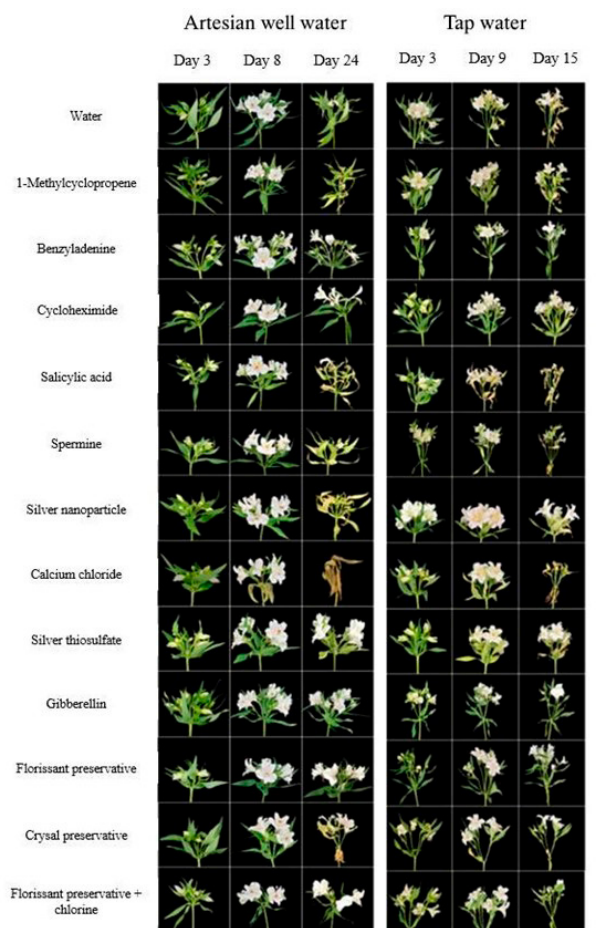 Artesian well water Tap water
Day 3 Day 8 Day 24 Day 3 Day 9 Day 15
Water
1-Methylcyclopropene
Benzyladenine
Cycloheximide
Salicylic acid
Spermine
Silver nanoparticle
Calcium chloride
Silver thiosulfate
Gibberellin
Florissant preservative
Crysal preservative
Florissant preservative +
chlorine